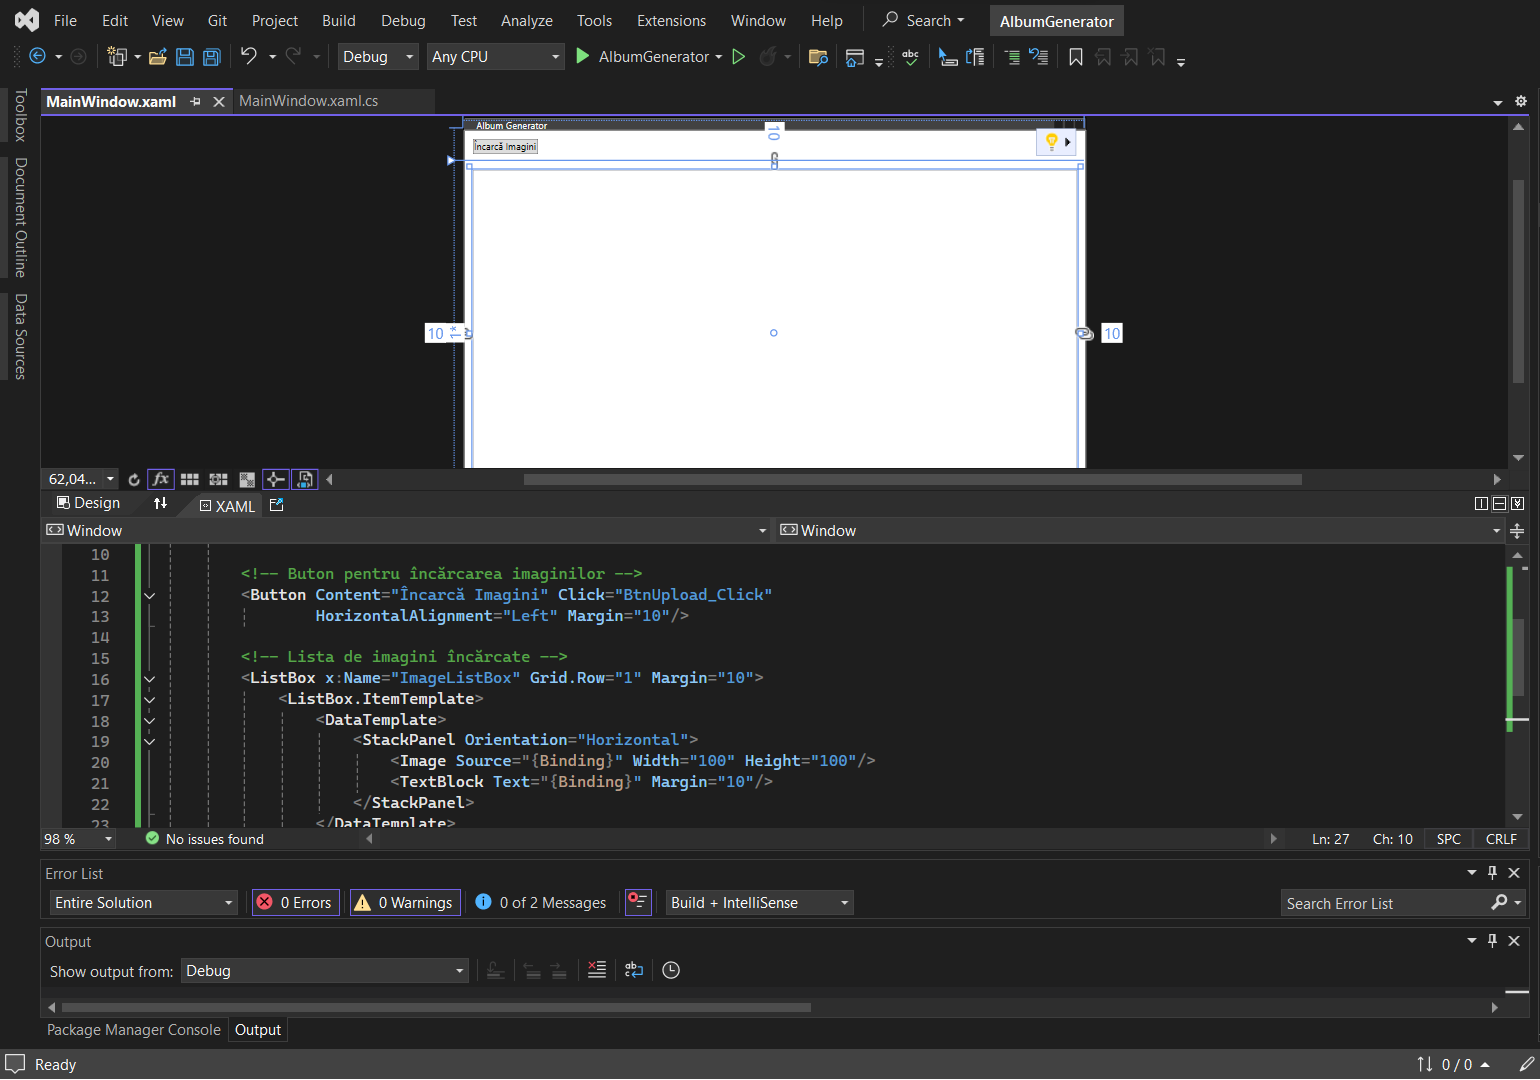 File Edit View Git Project Build Debug Test Analyze Tools Extensions Window Help Search AlbumGenerator
Debug Any CPU AlbumGenerator
Toolbox
Document Outline
Data Sources
MainWindow.xaml MainWindow.xaml.cs
Album Generator
10
Încarcă Imagini
10 1* 10
62,04...
Design XAML
Window Window
10
11 <!-- Buton pentru încărcarea imaginilor -->
12 <Button Content="Încarcă Imagini" Click="BtnUpload_Click"
13 HorizontalAlignment="Left" Margin="10"/>
14
15 <!-- Lista de imagini încărcate -->
16 <ListBox x:Name="ImageListBox" Grid.Row="1" Margin="10">
17 <ListBox.ItemTemplate>
18 <DataTemplate>
19 <StackPanel Orientation="Horizontal">
20 <Image Source="{Binding}" Width="100" Height="100"/>
21 <TextBlock Text="{Binding}" Margin="10"/>
22 </StackPanel>
23 </DataTemplate>
98 % No issues found Ln: 27 Ch: 10 SPC CRLF
Error List
Entire Solution 0 Errors 0 Warnings 0 of 2 Messages Build + IntelliSense Search Error List
Output
Show output from: Debug
Package Manager Console Output
Ready 0 / 0